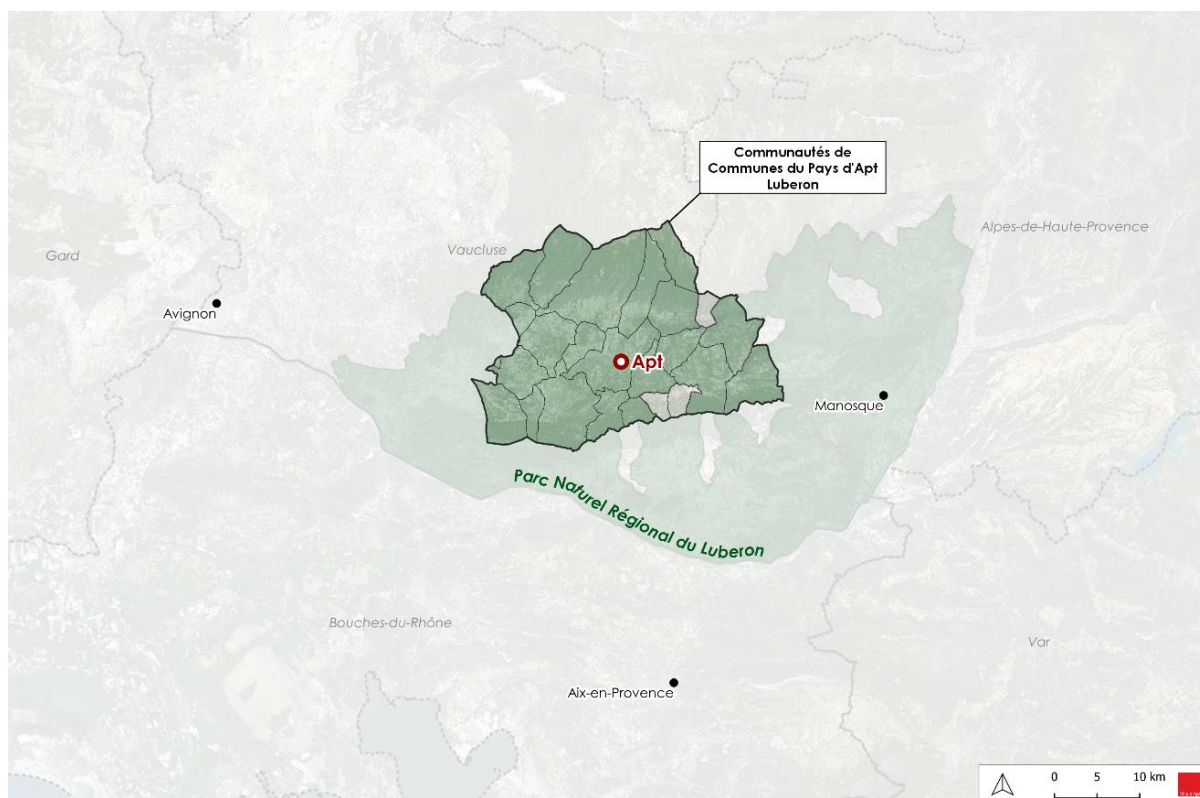 Communautés de
Communes du Pays d'Apt
Luberon
Alpes-de-Haute-Provence
Vaucluse
Gard
Avignon
Apt
Manosque
Parc Naturel Régional du Luberon
Bouches-du-Rhône
Var
Aix-en-Provence
0 5 10 km